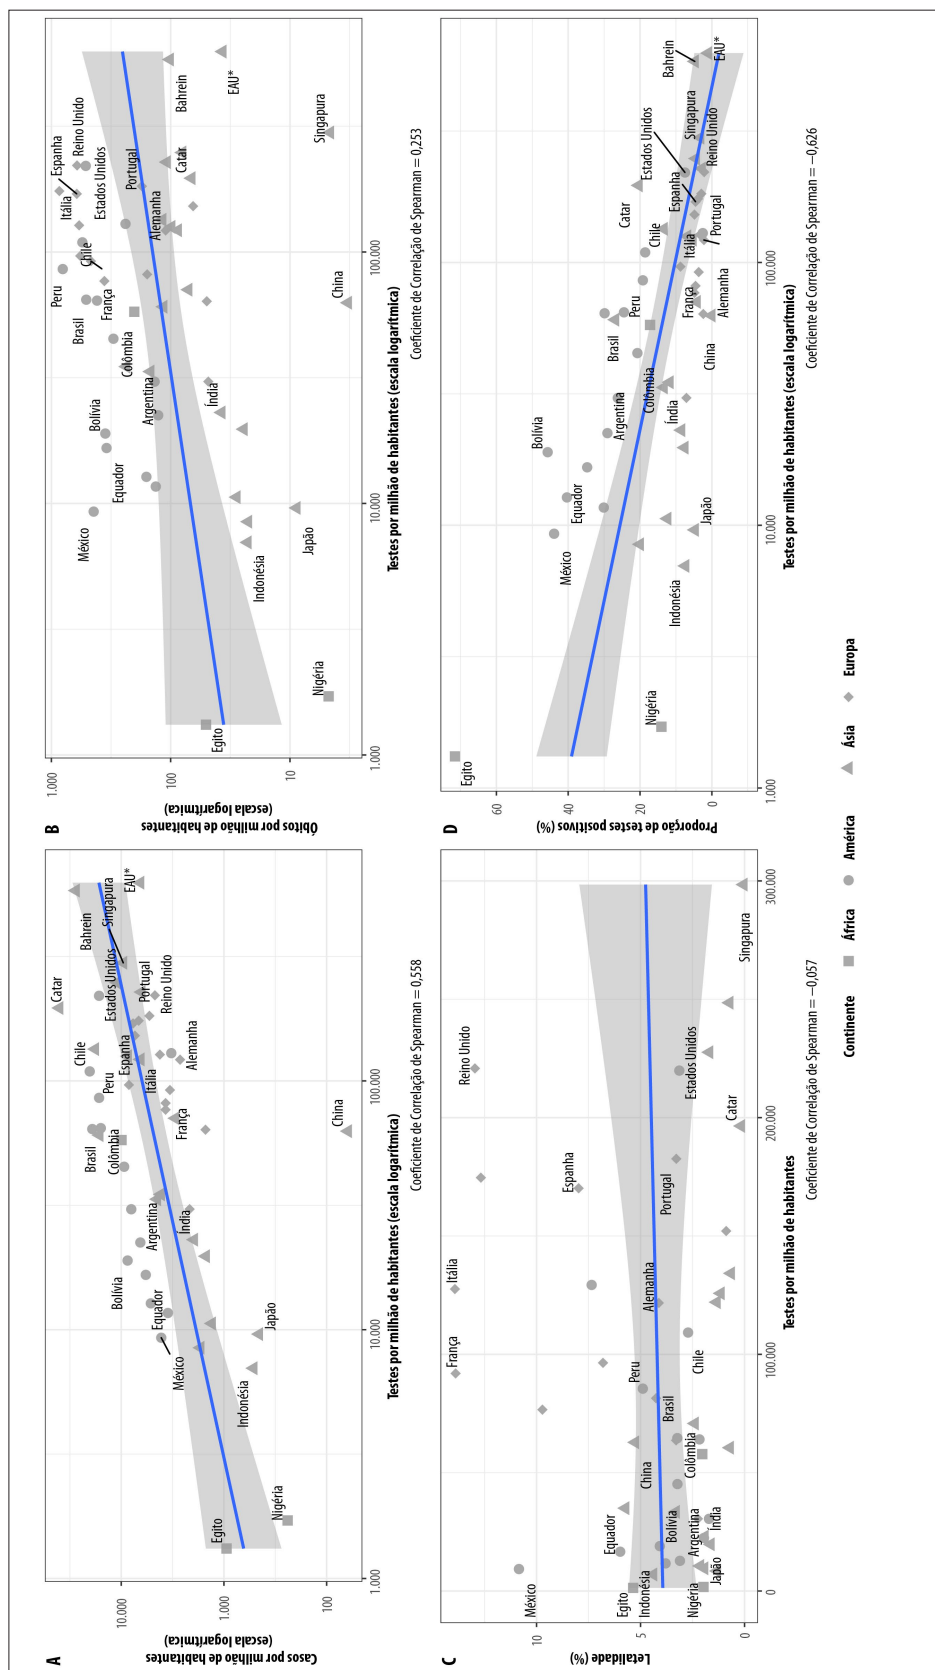 A
Casos por milhão de habitantes
(escala logarítmica)
10.000
1.000
100
1.000
10.000
100.000
Egito
Nigéria
México
Indonésia
Japão
Equador
Bolívia
Argentina
Índia
Colômbia
Brasil
Peru
Chile
China
França
Itália
Espanha
Alemanha
Catar
Estados Unidos
Portugal
Reino Unido
Bahrein
Singapura
EAU*
Testes por milhão de habitantes (escala logarítmica)
Coeficiente de Correlação de Spearman = 0,558
B
Óbitos por milhão de habitantes
(escala logarítmica)
1.000
100
10
1.000
10.000
100.000
Egito
Nigéria
México
Indonésia
Japão
Equador
Bolívia
Argentina
Índia
Colômbia
Brasil
Peru
França
Chile
China
Itália
Espanha
Reino Unido
Estados Unidos
Portugal
Alemanha
Catar
Bahrein
EAU*
Singapura
Testes por milhão de habitantes (escala logarítmica)
Coeficiente de Correlação de Spearman = 0,253
C
Letalidade (%)
10
5
0
0
100.000
200.000
300.000
México
Egito
Indonésia
Nigéria
Japão
Equador
Bolívia
Argentina
Índia
China
Colômbia
Brasil
Peru
Chile
França
Itália
Alemanha
Espanha
Portugal
Catar
Reino Unido
Estados Unidos
Singapura
Testes por milhão de habitantes
Coeficiente de Correlação de Spearman = −0,057
D
Proporção de testes positivos (%)
60
40
20
0
1.000
10.000
100.000
Egito
Nigéria
México
Indonésia
Japão
Equador
Bolívia
Argentina
Colômbia
Índia
Brasil
Peru
China
França
Alemanha
Chile
Itália
Portugal
Catar
Espanha
Estados Unidos
Reino Unido
Singapura
Bahrein
EAU*
Testes por milhão de habitantes (escala logarítmica)
Coeficiente de Correlação de Spearman = −0,626
Continente
África
América
Ásia
Europa